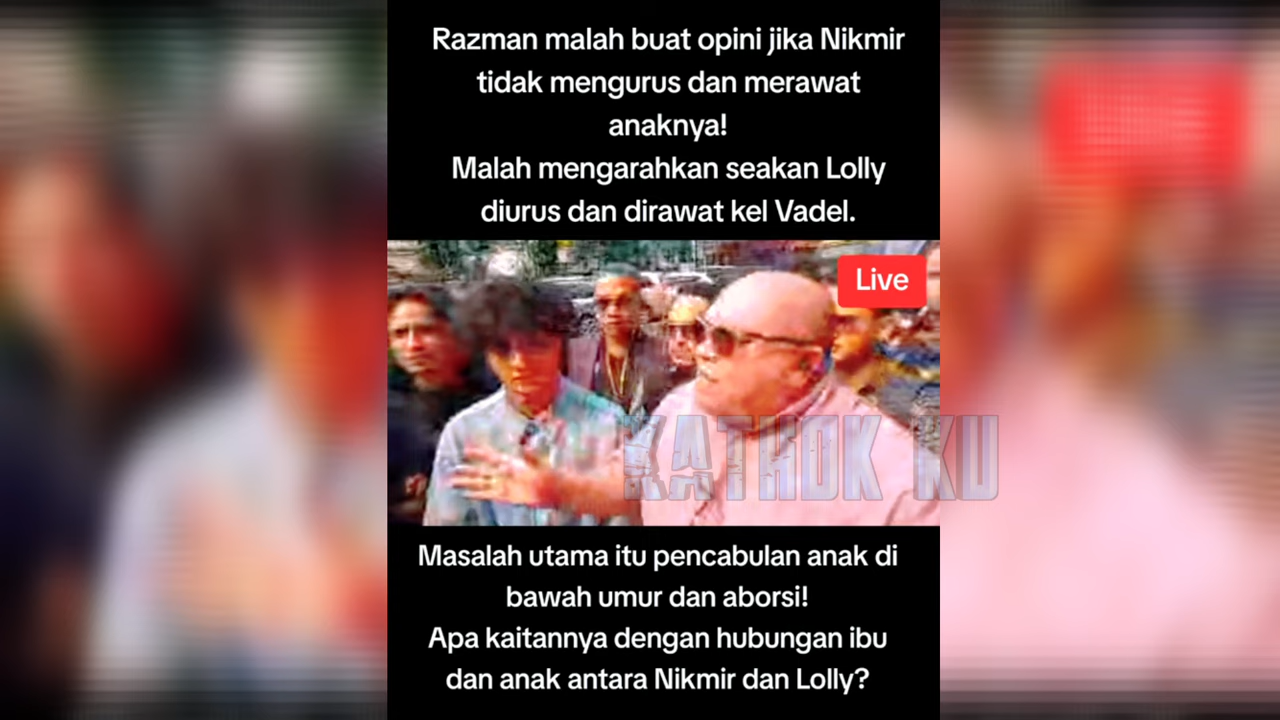 Razman malah buat opini jika Nikmir
tidak mengurus dan merawat
anaknya!
Malah mengarahkan seakan Lolly
diurus dan dirawat kel Vadel.
Live
KATHOK KU
Masalah utama itu pencabulan anak di
bawah umur dan aborsi!
Apa kaitannya dengan hubungan ibu
dan anak antara Nikmir dan Lolly?